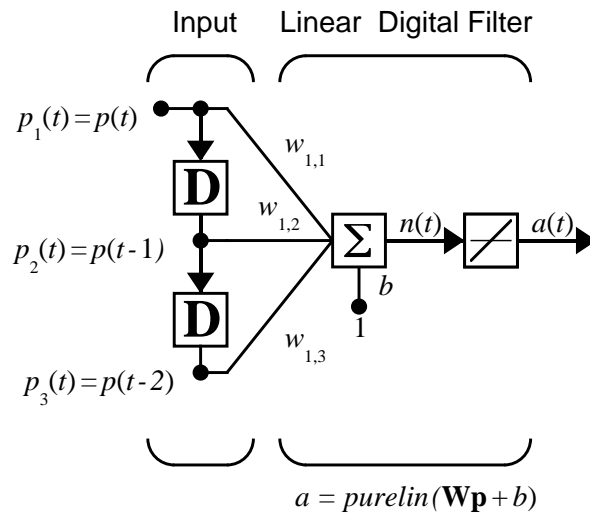 Input Linear Digital Filter
p₁(t) = p(t)
w₁,₁
D
w₁,₂
n(t) a(t)
p₂(t) = p(t - 1)
Σ
b
D
1
w₁,₃
p₃(t) = p(t - 2)
a = purelin(Wp + b)